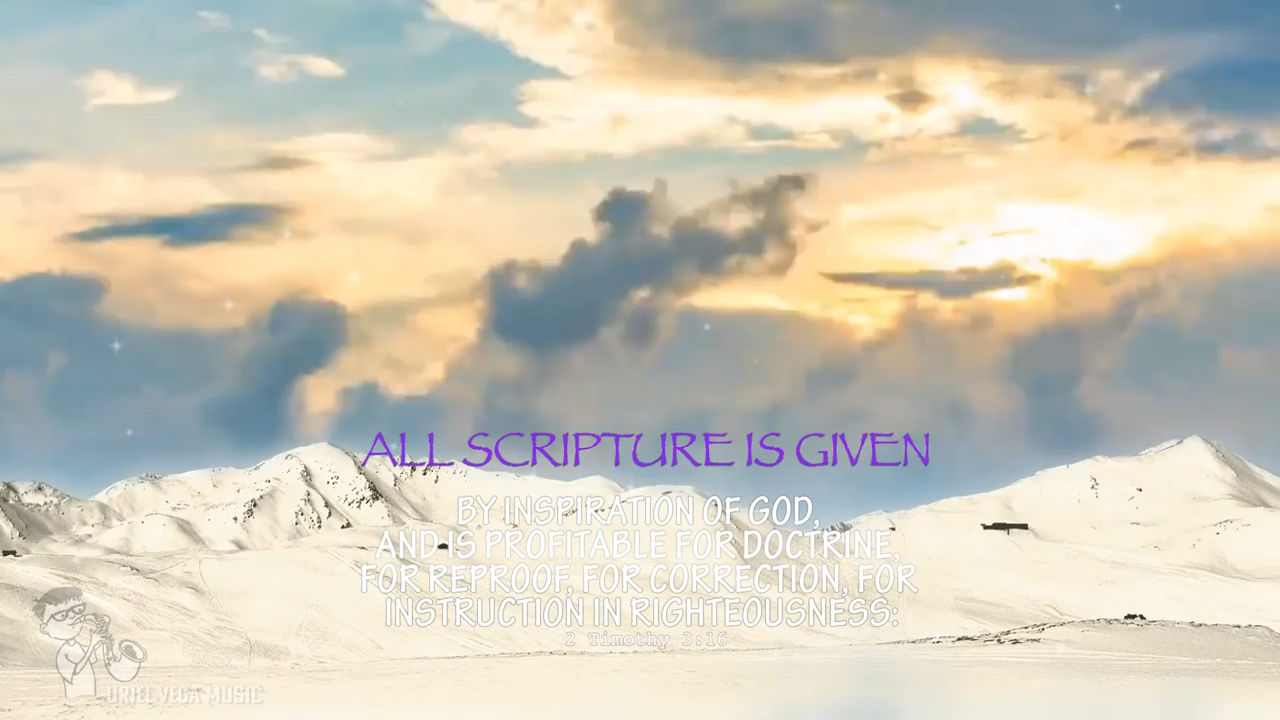 ALL SCRIPTURE IS GIVEN
BY INSPIRATION OF GOD,
AND IS PROFITABLE FOR DOCTRINE,
FOR REPROOF, FOR CORRECTION, FOR
INSTRUCTION IN RIGHTEOUSNESS:
2 Timothy 3:16
URIEL VEGA MUSIC